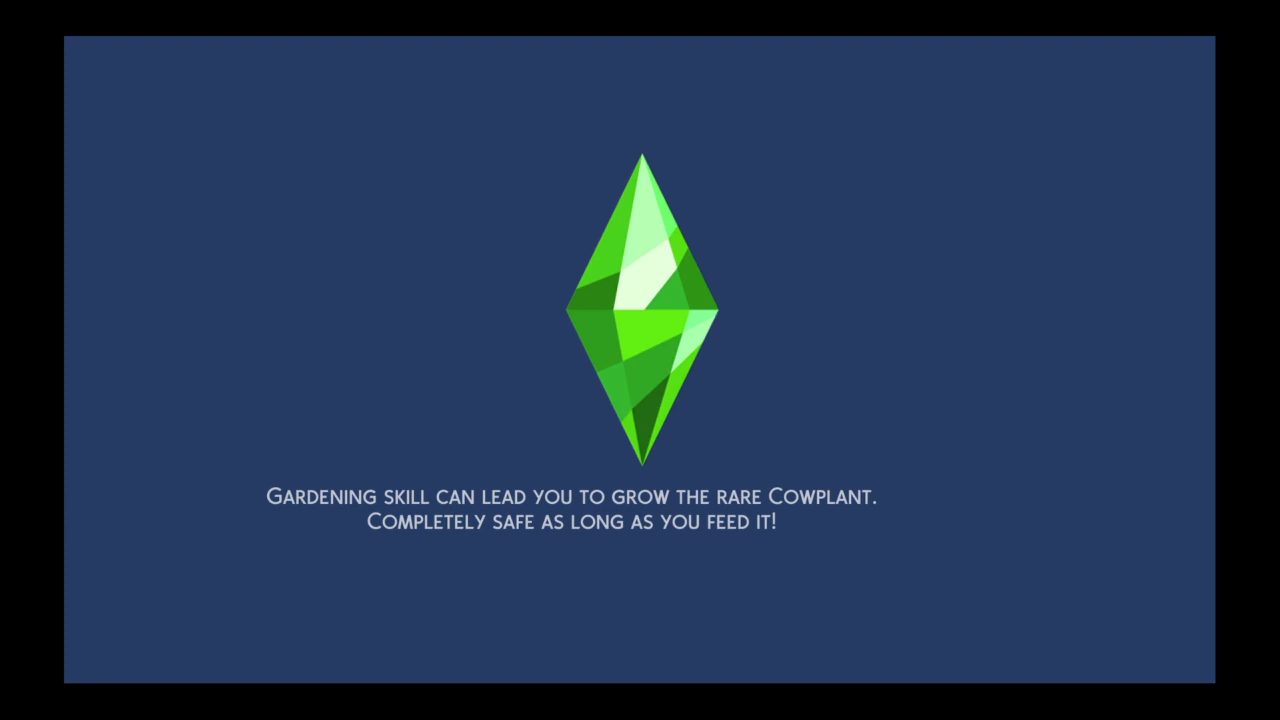 Gardening skill can lead you to grow the rare Cowplant.
Completely safe as long as you feed it!